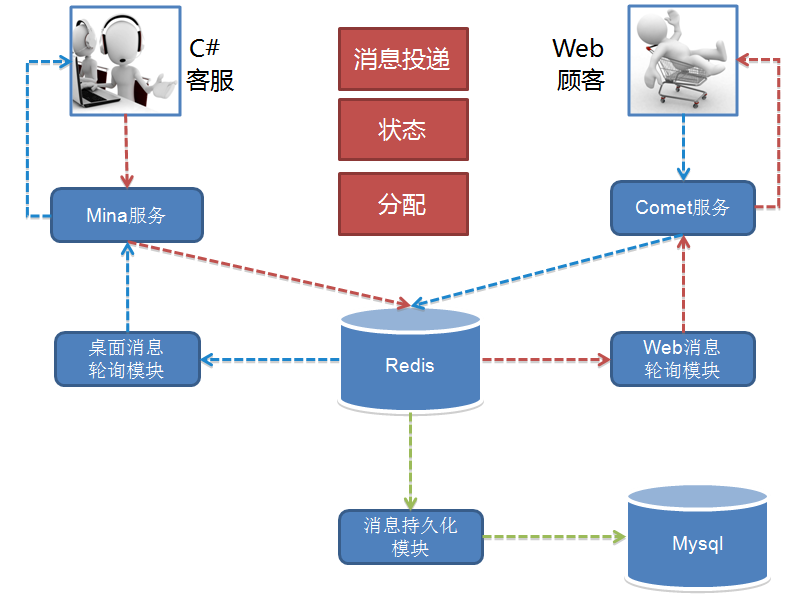 C#
客服
消息投递
Web
顾客
状态
分配
Mina服务
Comet服务
桌面消息
轮询模块
Redis
Web消息
轮询模块
消息持久化
模块
Mysql